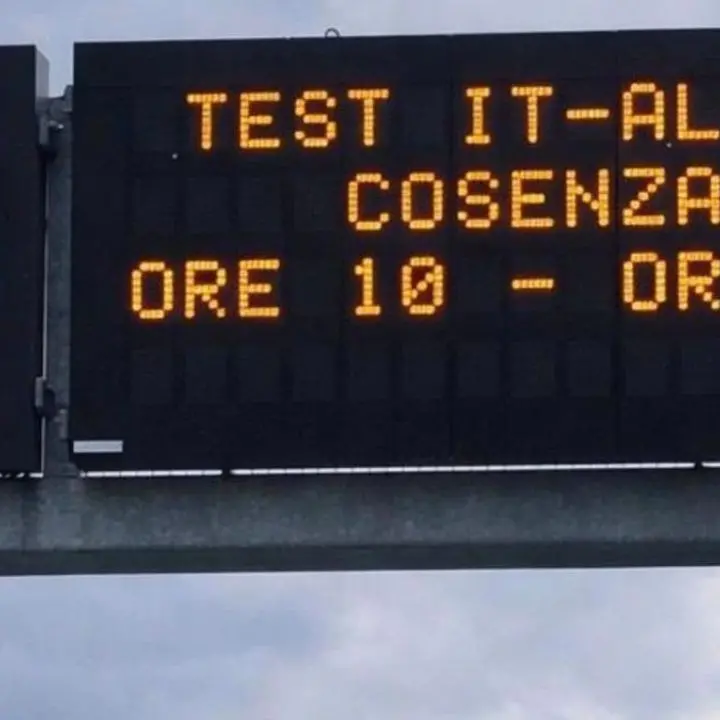 TEST IT-AL
COSENZA
ORE 10 - OR